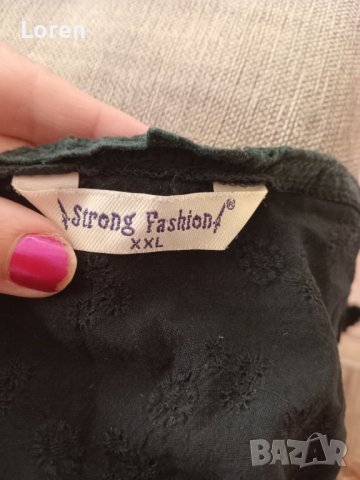 Loren
Strong Fashion ®
XXL
BAZAR